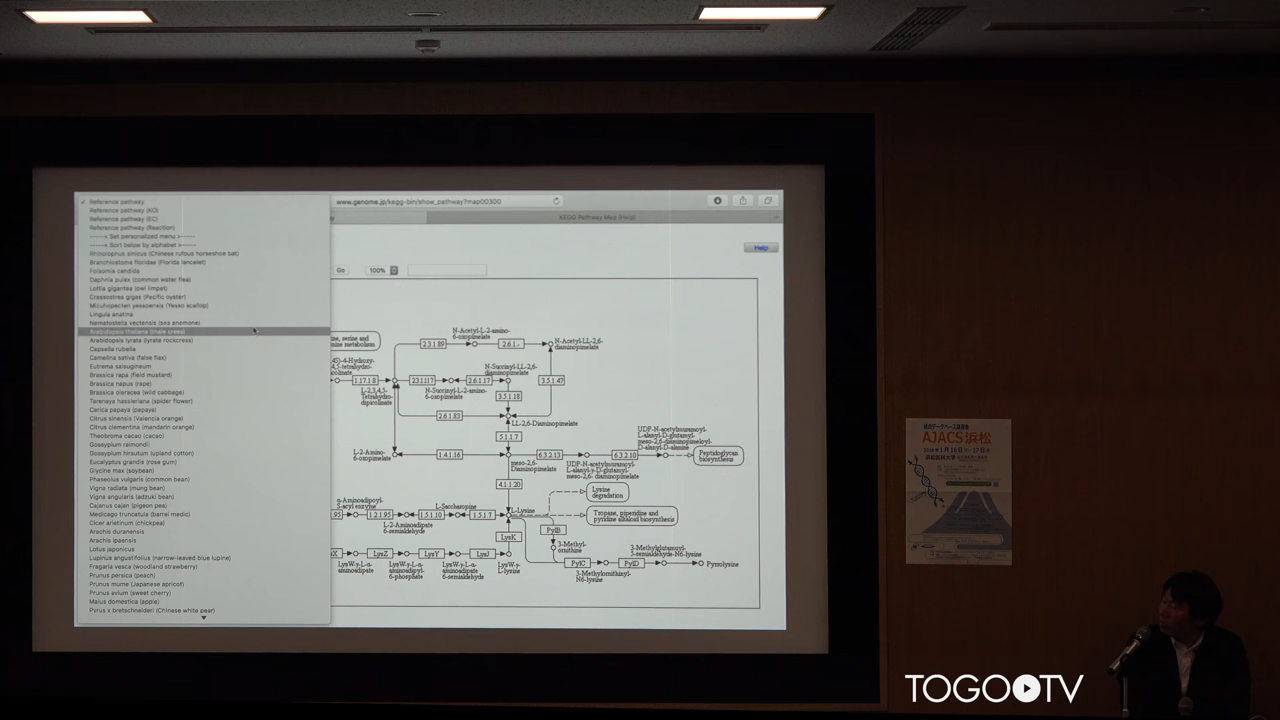 Reference pathway
Reference pathway (KO)
Reference pathway (EC)
Reference pathway (Reaction)
-----< Set personalized menu >-----
-----< Sort below by alphabet >-----
Rhinolophus sinicus (Chinese rufous horseshoe bat)
Branchiostoma floridae (Florida lancelet)
Folsomia candida
Daphnia pulex (common water flea)
Lottia gigantea (owl limpet)
Crassostrea gigas (Pacific oyster)
Mizuhopecten yessoensis (Yesso scallop)
Lingula anatina
Nematostella vectensis (sea anemone)
Arabidopsis thaliana (thale cress)
Arabidopsis lyrata (lyrate rockcress)
Capsella rubella
Camelina sativa (false flax)
Eutrema salsugineum
Brassica rapa (field mustard)
Brassica napus (rape)
Brassica oleracea (wild cabbage)
Tarenaya hassleriana (spider flower)
Carica papaya (papaya)
Citrus sinensis (Valencia orange)
Citrus clementina (mandarin orange)
Theobroma cacao (cacao)
Gossypium raimondii
Gossypium hirsutum (upland cotton)
Eucalyptus grandis (rose gum)
Glycine max (soybean)
Phaseolus vulgaris (common bean)
Vigna radiata (mung bean)
Vigna angularis (adzuki bean)
Cajanus cajan (pigeon pea)
Medicago truncatula (barrel medic)
Cicer arietinum (chickpea)
Arachis duranensis
Arachis ipaensis
Lotus japonicus
Lupinus angustifolius (narrow-leaved blue lupine)
Fragaria vesca (woodland strawberry)
Prunus persica (peach)
Prunus mume (Japanese apricot)
Prunus avium (sweet cherry)
Malus domestica (apple)
Pyrus x bretschneideri (Chinese white pear)
www.genome.jp/kegg-bin/show_pathway?map00300
KEGG Pathway Map (Help)
Help
Go
100%
ne, serine and
ine metabolism
N-Acetyl-L-2-amino-
6-oxopimelate
2.3.1.89
2.6.1.-
N-Acetyl-LL-2,6-
diaminopimelate
4S)-4-Hydroxy-
1.17.1.8
L-2,3,4,5-
Tetrahydro-
dipicolinate
2.3.1.117
N-Succinyl-L-2-amino-
6-oxopimelate
2.6.1.17
N-Succinyl-LL-2,6-
diaminopimelate
3.5.1.47
3.5.1.18
2.6.1.83
LL-2,6-Diaminopimelate
5.1.1.7
L-2-Amino-
6-oxopimelate
1.4.1.16
meso-2,6-
Diaminopimelate
6.3.2.13
UDP-N-acetylmuramoyl-
L-alanyl-γ-D-glutamyl-
meso-2,6-diaminopimelate
6.3.2.10
UDP-N-acetylmuramoyl-
L-alanyl-D-glutamyl-
D-alanyl-D-alanine
Peptidoglycan
biosynthesis
4.1.1.20
Lysine
degradation
Tropane, piperidine and
pyridine alkaloid biosynthesis
1.2.1.95
L-2-Aminoadipate
6-semialdehyde
1.5.1.10
L-Saccharopine
1.5.1.7
L-Lysine
LysK
PylB
3-Methyl-
ornithine
LysW-γ-L-α-
aminoadipate
LysZ
LysW-γ-L-α-
aminoadipyl-
6-phosphate
LysY
LysW-γ-L-α-
aminoadipate
6-semialdehyde
LysJ
LysW-γ-
L-lysine
PylC
3-Methylornithinyl-
N6-lysine
PylD
Pyrrolysine
AJACS浜松
TOGOTV